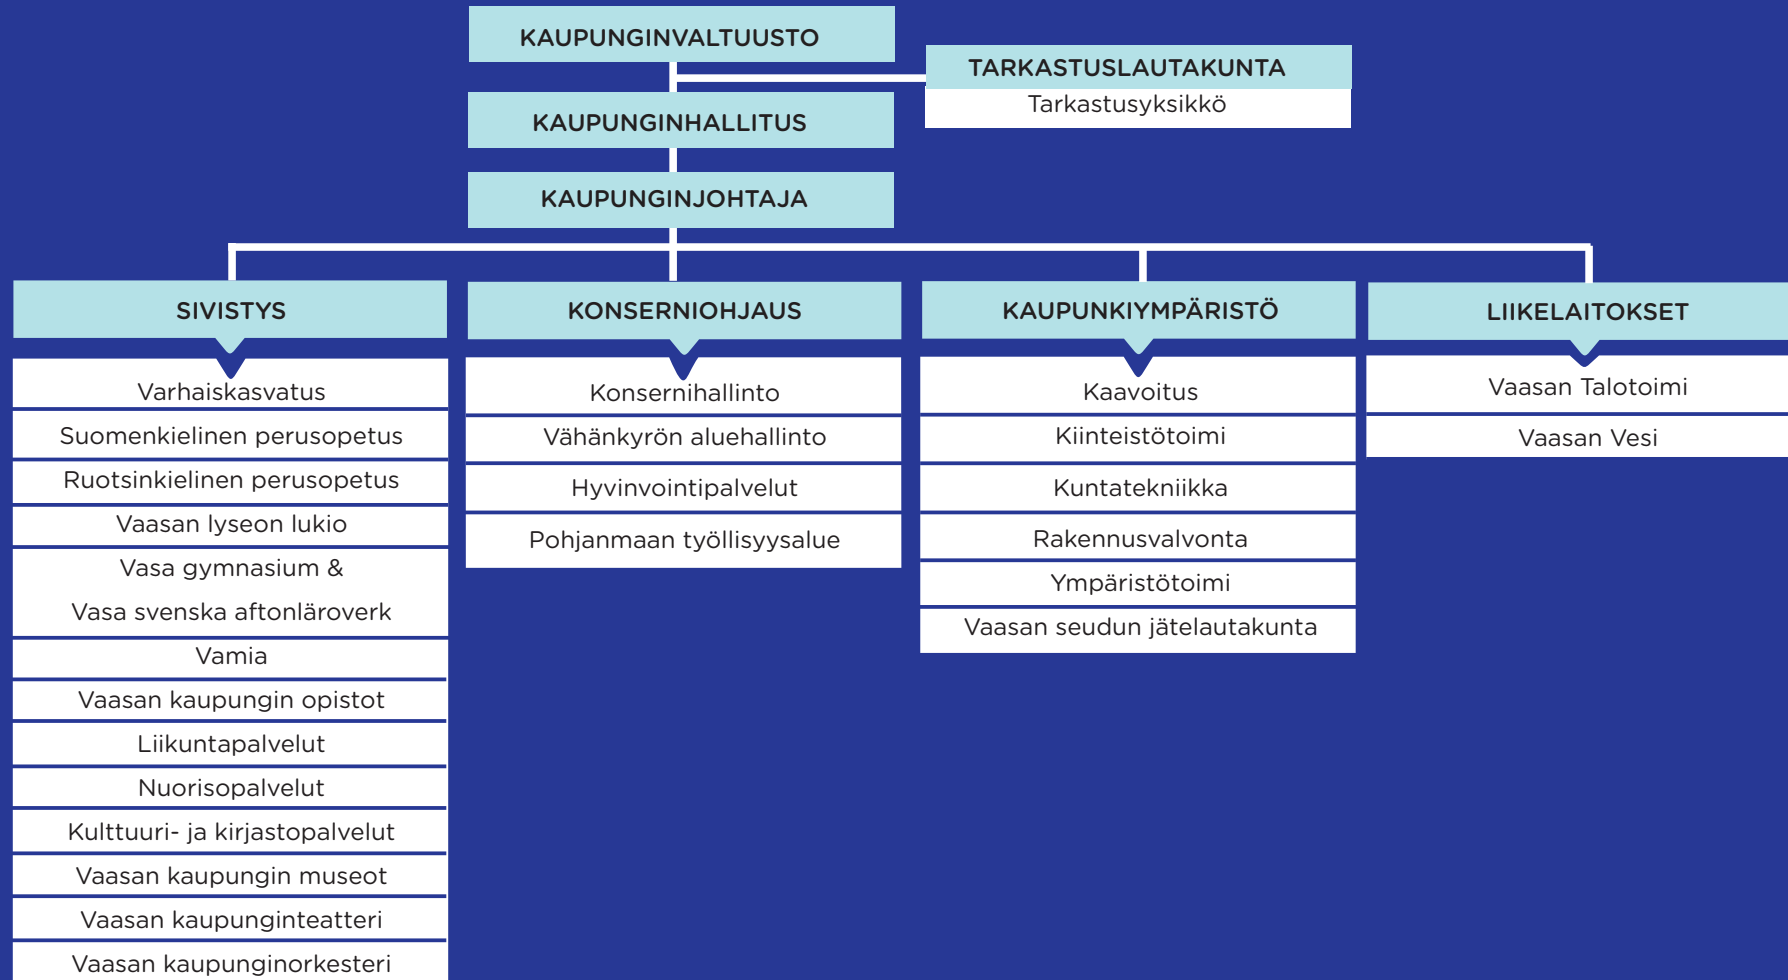 KAUPUNGINVALTUUSTO
TARKASTUSLAUTAKUNTA
Tarkastusyksikkö
KAUPUNGINHALLITUS
KAUPUNGINJOHTAJA
SIVISTYS
Varhaiskasvatus
Suomenkielinen perusopetus
Ruotsinkielinen perusopetus
Vaasan lyseon lukio
Vasa gymnasium &
Vasa svenska aftonläroverk
Vamia
Vaasan kaupungin opistot
Liikuntapalvelut
Nuorisopalvelut
Kulttuuri- ja kirjastopalvelut
Vaasan kaupungin museot
Vaasan kaupunginteatteri
Vaasan kaupunginorkesteri
KONSERNIOHJAUS
Konsernihallinto
Vähänkyrön aluehallinto
Hyvinvointipalvelut
Pohjanmaan työllisyysalue
KAUPUNKIYMPÄRISTÖ
Kaavoitus
Kiinteistötoimi
Kuntatekniikka
Rakennusvalvonta
Ympäristötoimi
Vaasan seudun jätelautakunta
LIIKELAITOKSET
Vaasan Talotoimi
Vaasan Vesi